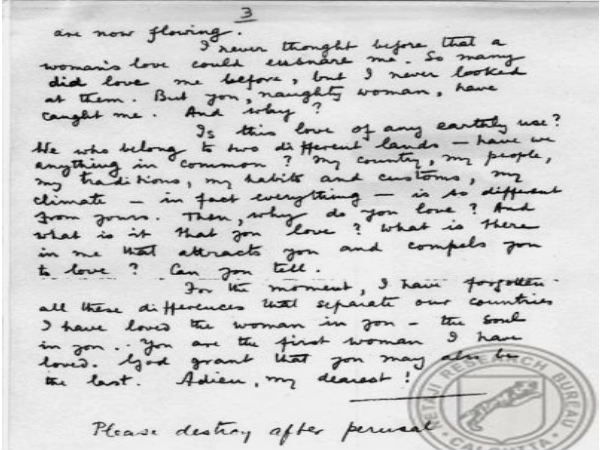 3
are now flowing.
I never thought before that a
woman's love could ensnare me. So many
did love me before, but I never looked
at them. But you, naughty woman, have
caught me. And why?
Is this love of any earthly use?
We who belong to two different lands – have we
anything in common? My country, my people,
my traditions, my habits and customs, my
climate – in fact everything – is so different
from yours. Then, why do you love? And
what is it that you love? What is there
in me that attracts you and compels you
to love? Can you tell.
For the moment, I have forgotten
all these differences that separate our countries
I have loved the woman in you – the soul
in you.. You are the first woman I have
loved. God grant that you may also be
the last. Adieu, my dearest!
Please destroy after perusal
NETAJI RESEARCH BUREAU
CALCUTTA